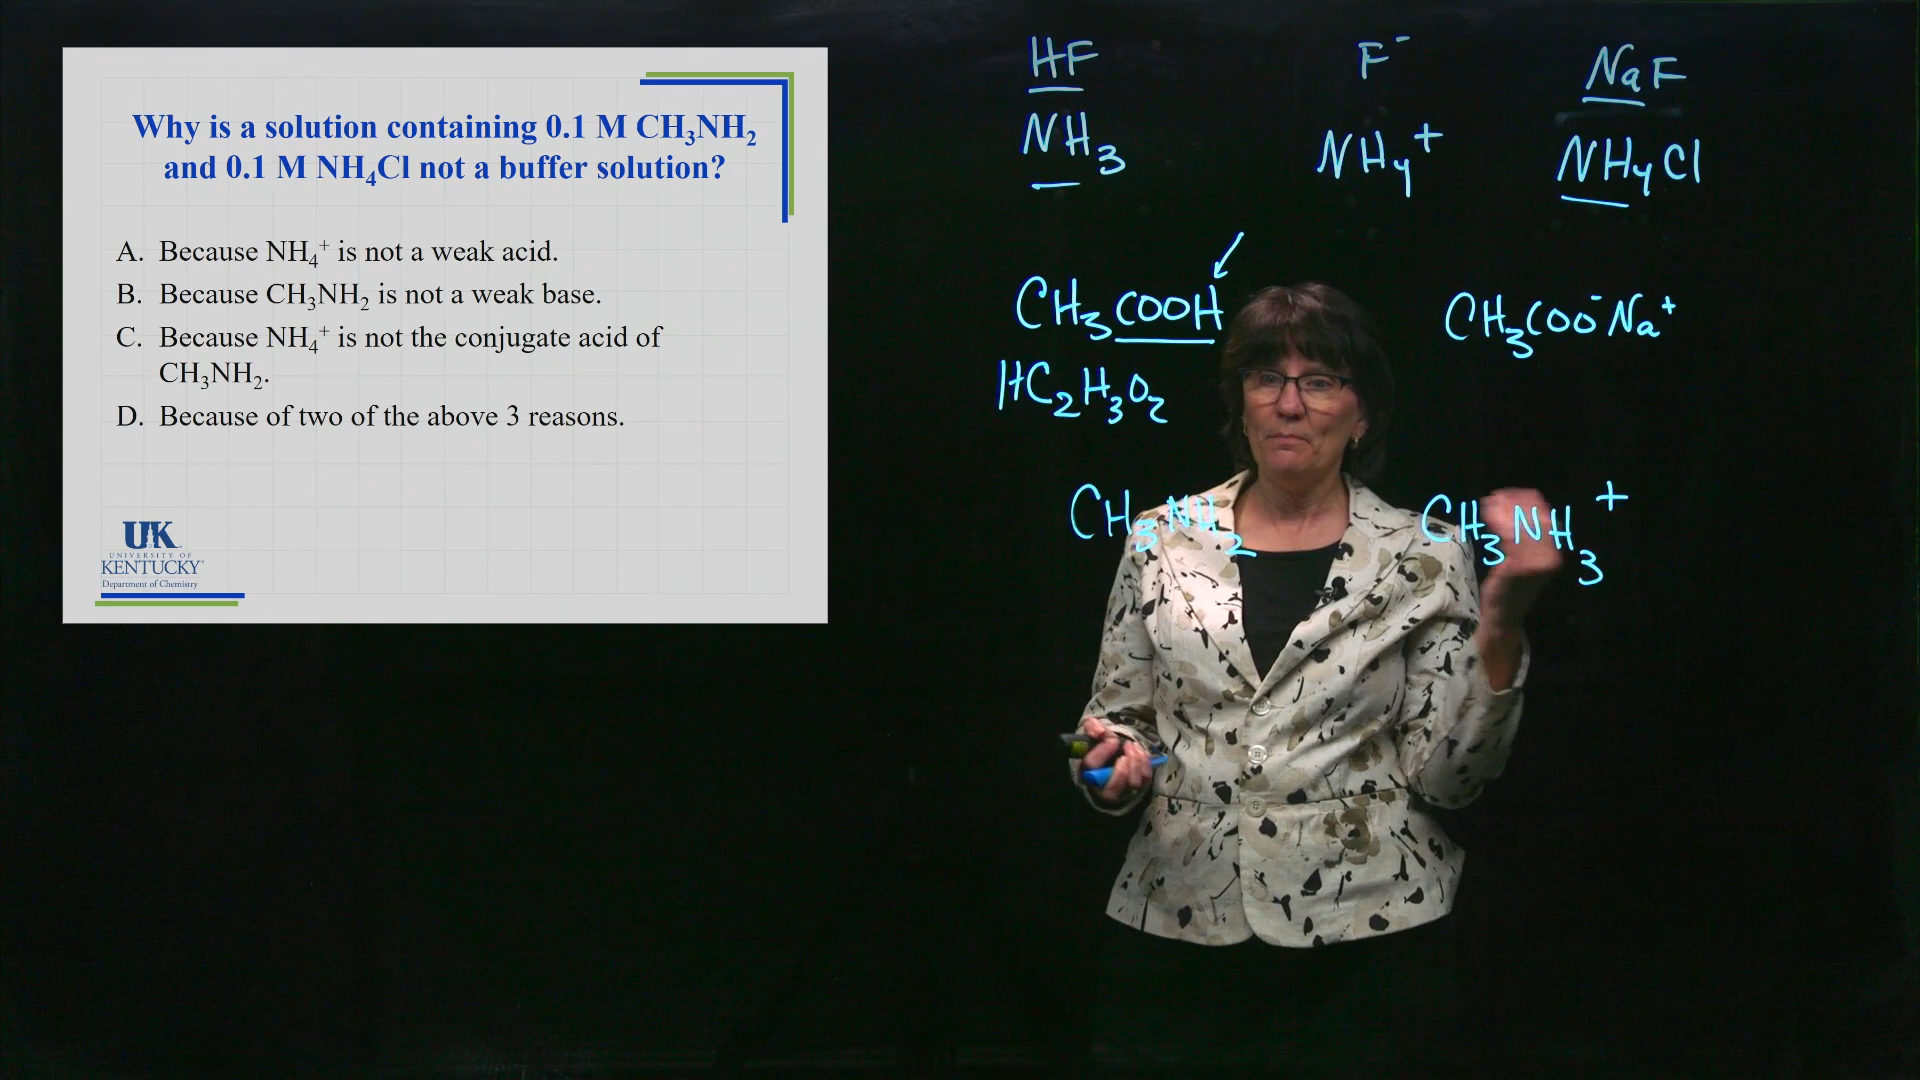 Why is a solution containing 0.1 M CH₃NH₂
and 0.1 M NH₄Cl not a buffer solution?
A. Because NH₄⁺ is not a weak acid.
B. Because CH₃NH₂ is not a weak base.
C. Because NH₄⁺ is not the conjugate acid of
CH₃NH₂.
D. Because of two of the above 3 reasons.
UK
UNIVERSITY OF
KENTUCKY
Department of Chemistry
HF F⁻ NaF
NH₃ NH₄⁺ NH₄Cl
CH₃COOH CH₃COO⁻Na⁺
HC₂H₃O₂
CH₃NH₂ CH₃NH₃⁺